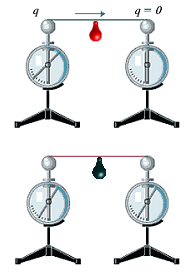 q q = 0